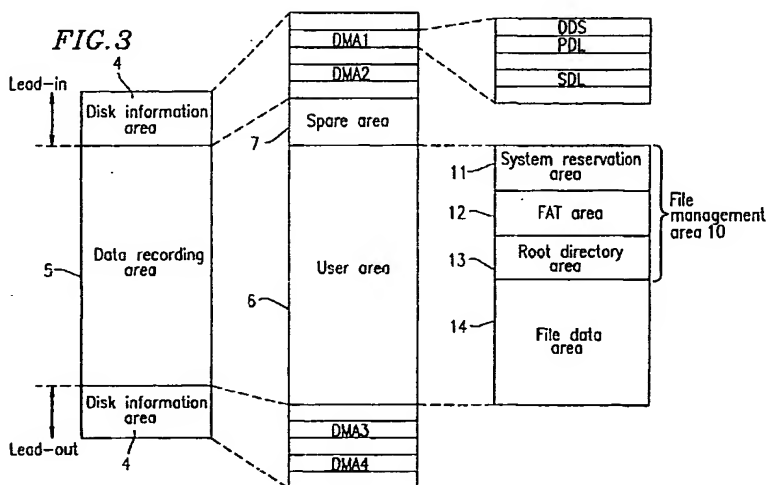 FIG.3
Lead-in
4
Disk information
area
5
Data recording
area
Disk information
area
4
Lead-out
DMA1
DMA2
7
Spare area
6
User area
DMA3
DMA4
DDS
PDL
SDL
11
System reservation
area
12
FAT area
13
Root directory
area
14
File data
area
File
management
area 10